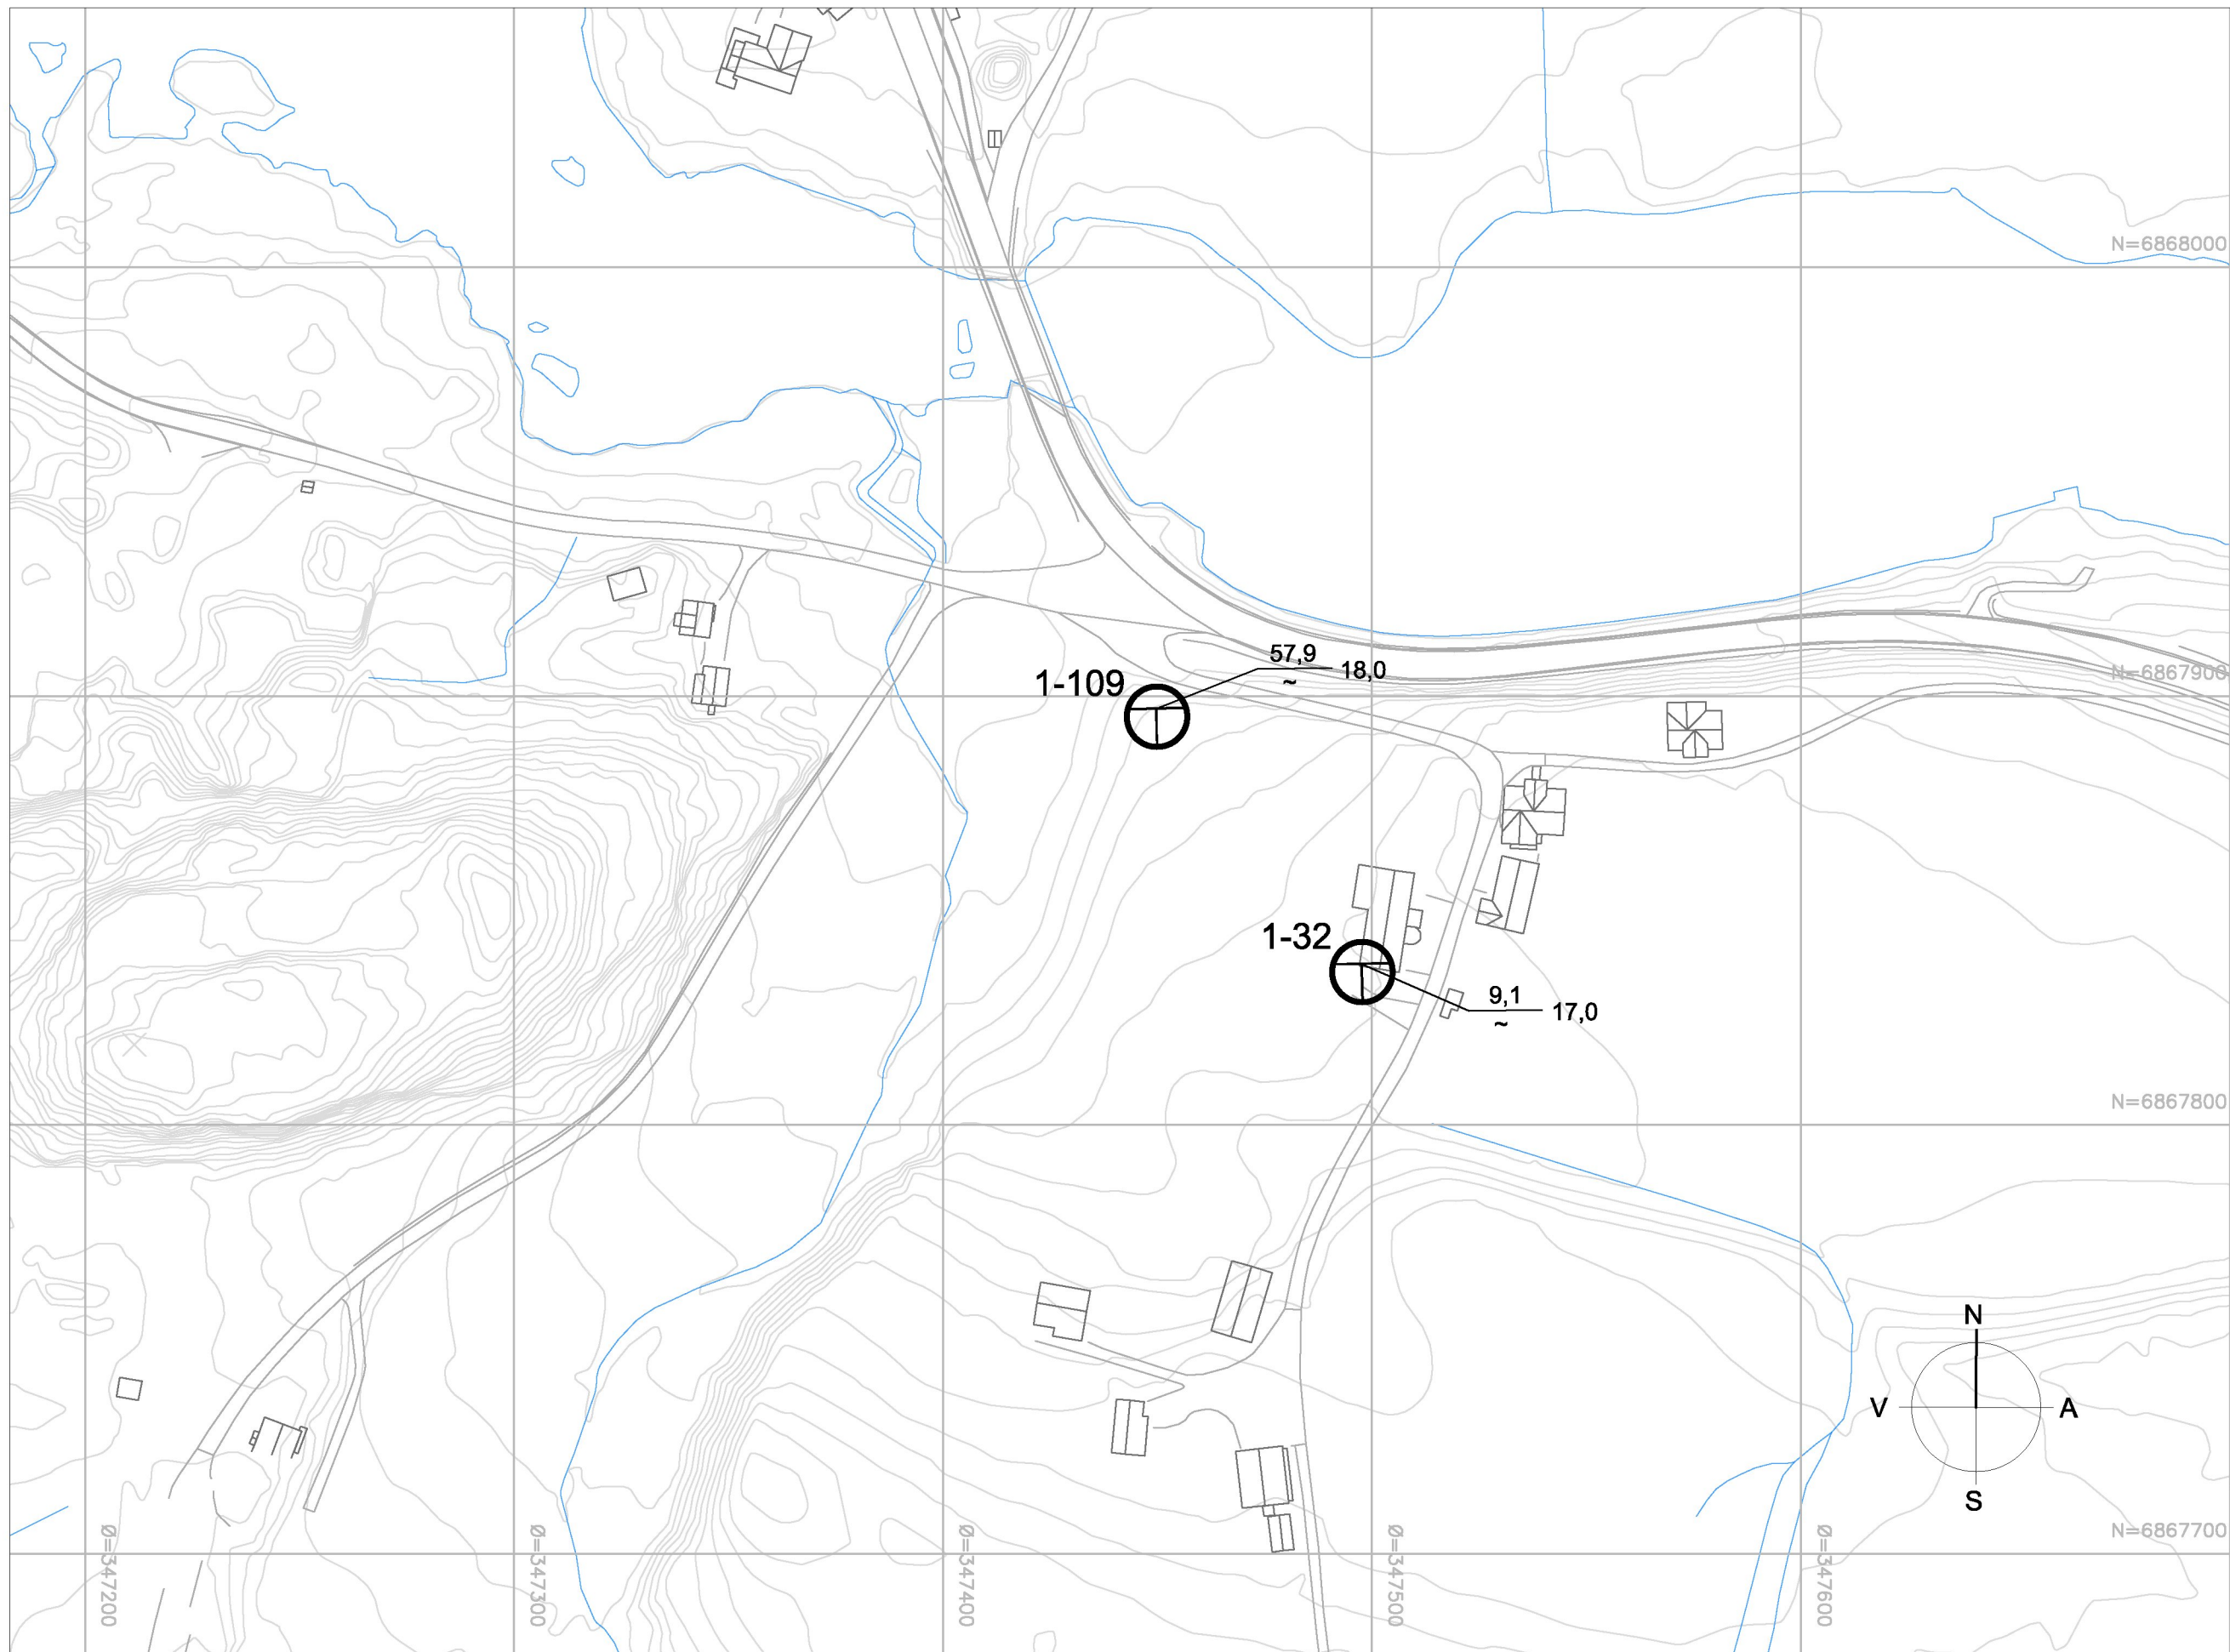 N=6868000
57,9
~
18,0
N=6867900
1-109
1-32
9,1
~
17,0
N=6867800
N
V
A
S
N=6867700
Ø=347200
Ø=347300
Ø=347400
Ø=347500
Ø=347600